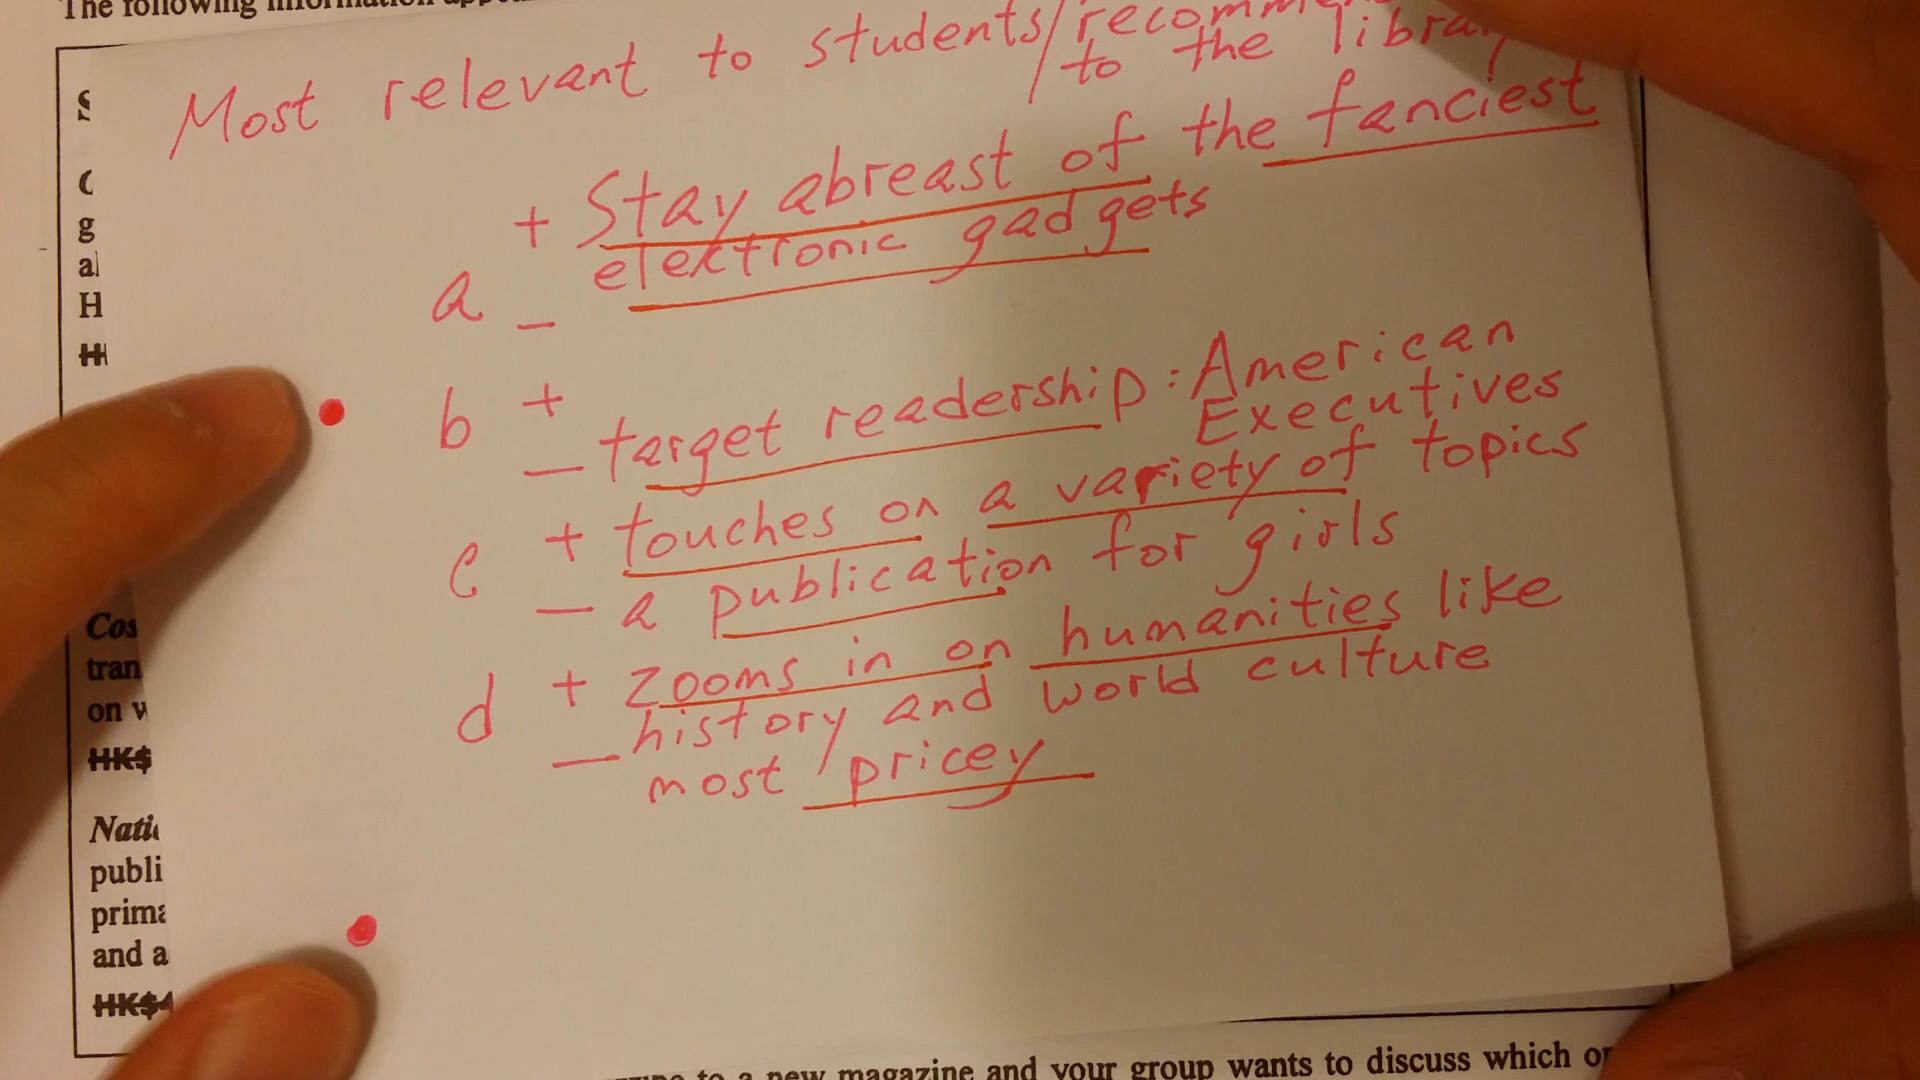 The following information
Most relevant to students/
to the
+ Stay abreast of the fanciest
electronic gadgets
a -
b +
- target readership: American
Executives
c + touches on a variety of topics
- a publication for girls
d + zooms in on humanities like
history and world culture
- most pricey
g
al
H
Cos
tran
on w
HK$
Nati
publi
prima
and a
HK$4
to a new magazine and your group wants to discuss which